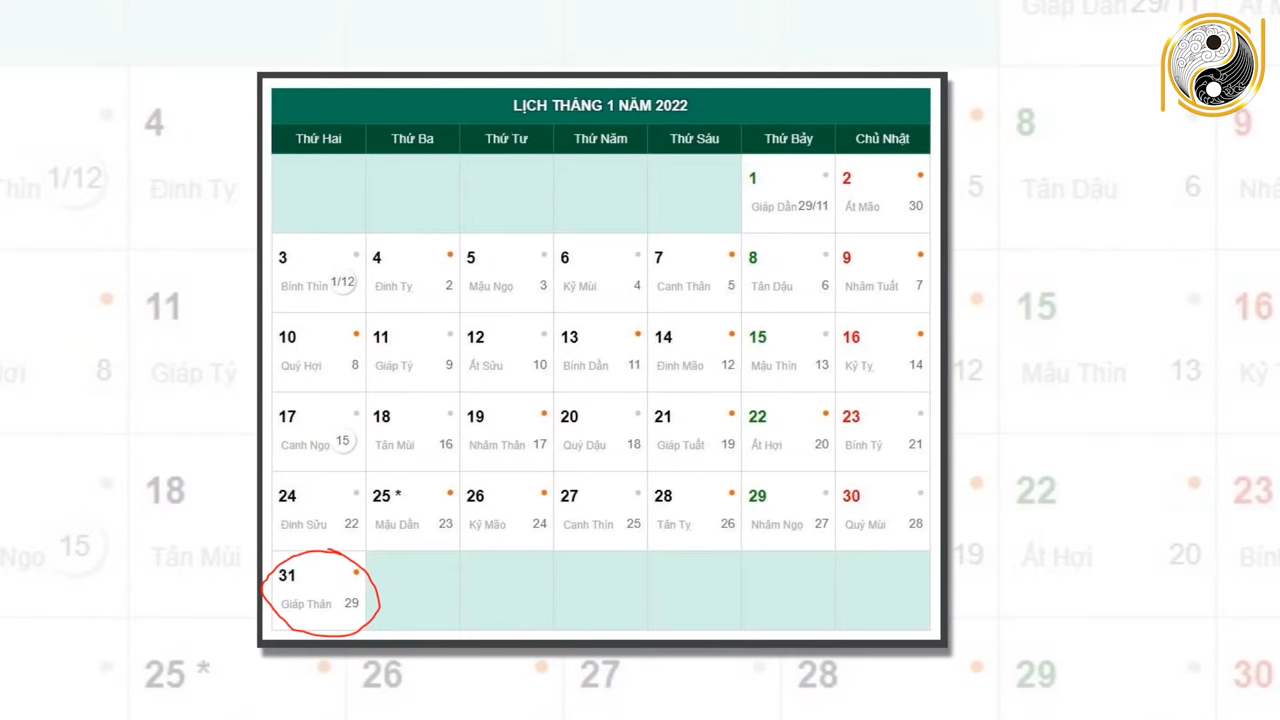 LỊCH THÁNG 1 NĂM 2022
Thứ Hai Thứ Ba Thứ Tư Thứ Năm Thứ Sáu Thứ Bảy Chủ Nhật
1 2
Giáp Dần 29/11 Ất Mão 30
3 4 5 6 7 8 9
Bính Thìn 1/12 Đinh Tỵ 2 Mậu Ngọ 3 Kỷ Mùi 4 Canh Thân 5 Tân Dậu 6 Nhâm Tuất 7
10 11 12 13 14 15 16
Quý Hợi 8 Giáp Tý 9 Ất Sửu 10 Bính Dần 11 Đinh Mão 12 Mậu Thìn 13 Kỷ Tỵ 14
17 18 19 20 21 22 23
Canh Ngọ 15 Tân Mùi 16 Nhâm Thân 17 Quý Dậu 18 Giáp Tuất 19 Ất Hợi 20 Bính Tý 21
24 25 * 26 27 28 29 30
Đinh Sửu 22 Mậu Dần 23 Kỷ Mão 24 Canh Thìn 25 Tân Tỵ 26 Nhâm Ngọ 27 Quý Mùi 28
31
Giáp Thân 29